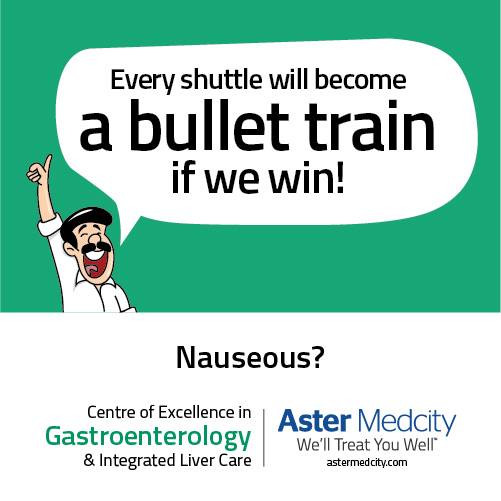 Every shuttle will become
a bullet train
if we win!
Nauseous?
Centre of Excellence in
Gastroenterology
& Integrated Liver Care
Aster Medcity
We'll Treat You Well™
astermedcity.com